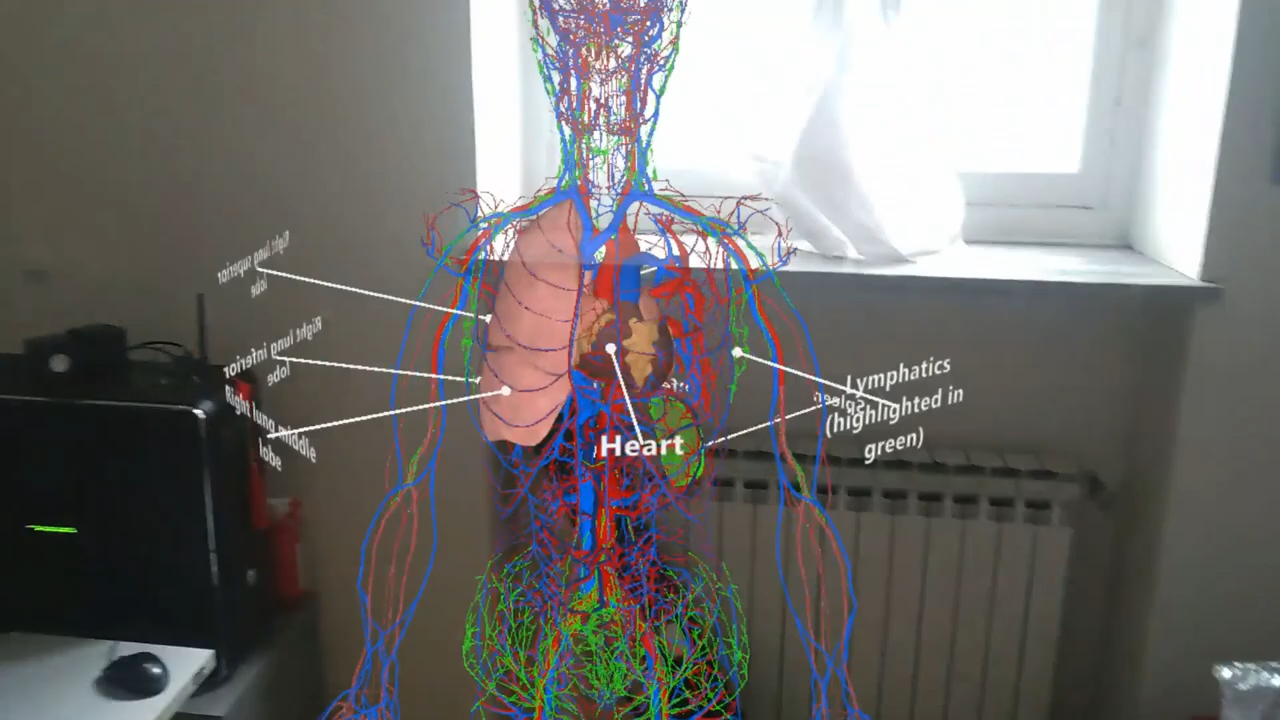 Right lung superior
lobe
Right lung inferior
lobe
Right lung middle
lobe
Heart
Lymphatics
(highlighted in
green)
Spleen